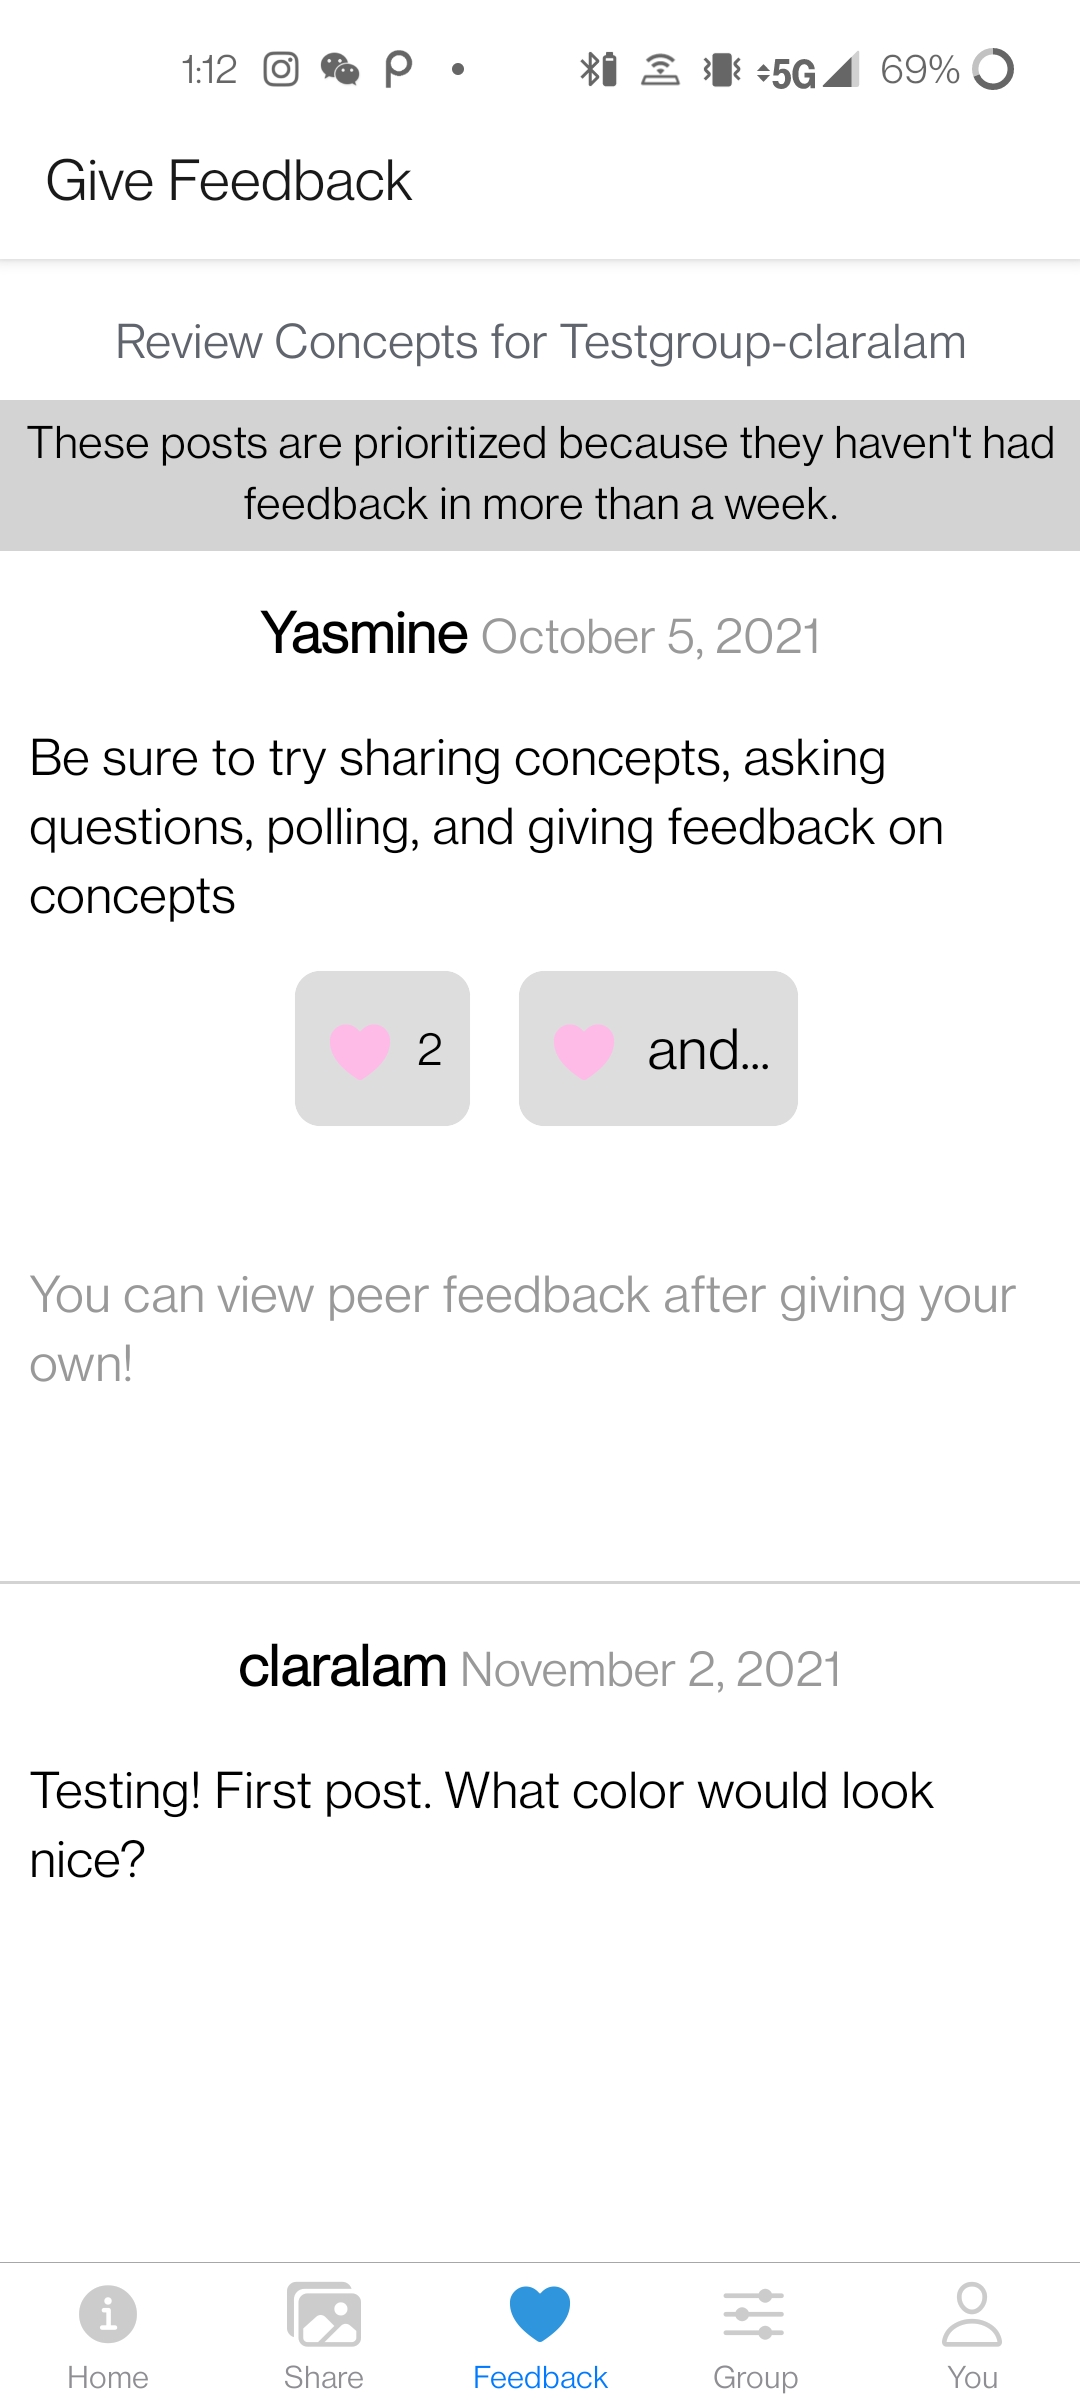 1:12 5G 69%
Give Feedback
Review Concepts for Testgroup-claralam
These posts are prioritized because they haven't had
feedback in more than a week.
Yasmine October 5, 2021
Be sure to try sharing concepts, asking
questions, polling, and giving feedback on
concepts
2 and...
You can view peer feedback after giving your
own!
claralam November 2, 2021
Testing! First post. What color would look
nice?
Home Share Feedback Group You